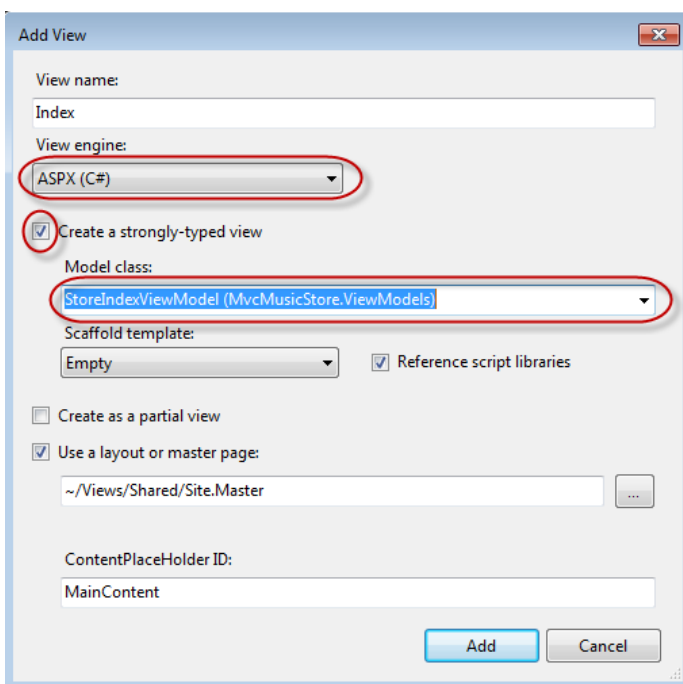 Add View
View name:
Index
View engine:
ASPX (C#)
Create a strongly-typed view
Model class:
StoreIndexViewModel (MvcMusicStore.ViewModels)
Scaffold template:
Empty
Reference script libraries
Create as a partial view
Use a layout or master page:
~/Views/Shared/Site.Master
...
ContentPlaceHolder ID:
MainContent
Add
Cancel